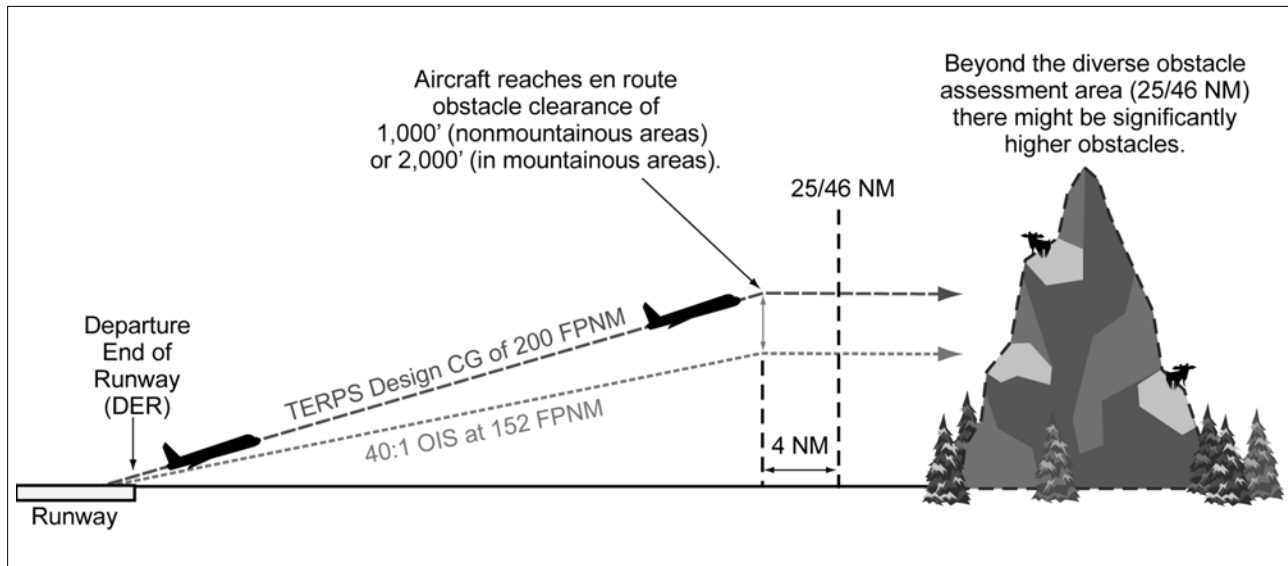 Aircraft reaches en route
obstacle clearance of
1,000' (nonmountainous areas)
or 2,000' (in mountainous areas).
Beyond the diverse obstacle
assessment area (25/46 NM)
there might be significantly
higher obstacles.
25/46 NM
Departure
End of
Runway
(DER)
TERPS Design CG of 200 FPNM
40:1 OIS at 152 FPNM
4 NM
Runway